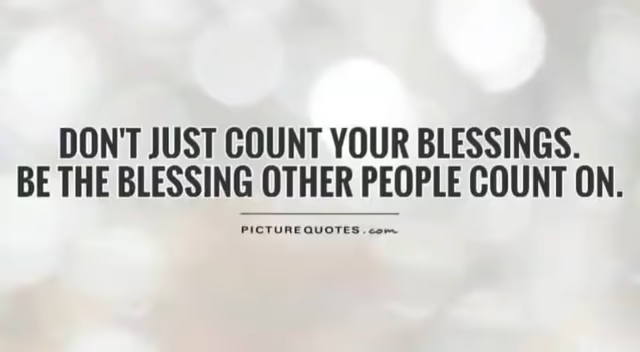 DON'T JUST COUNT YOUR BLESSINGS.
BE THE BLESSING OTHER PEOPLE COUNT ON.
PICTUREQUOTES.com